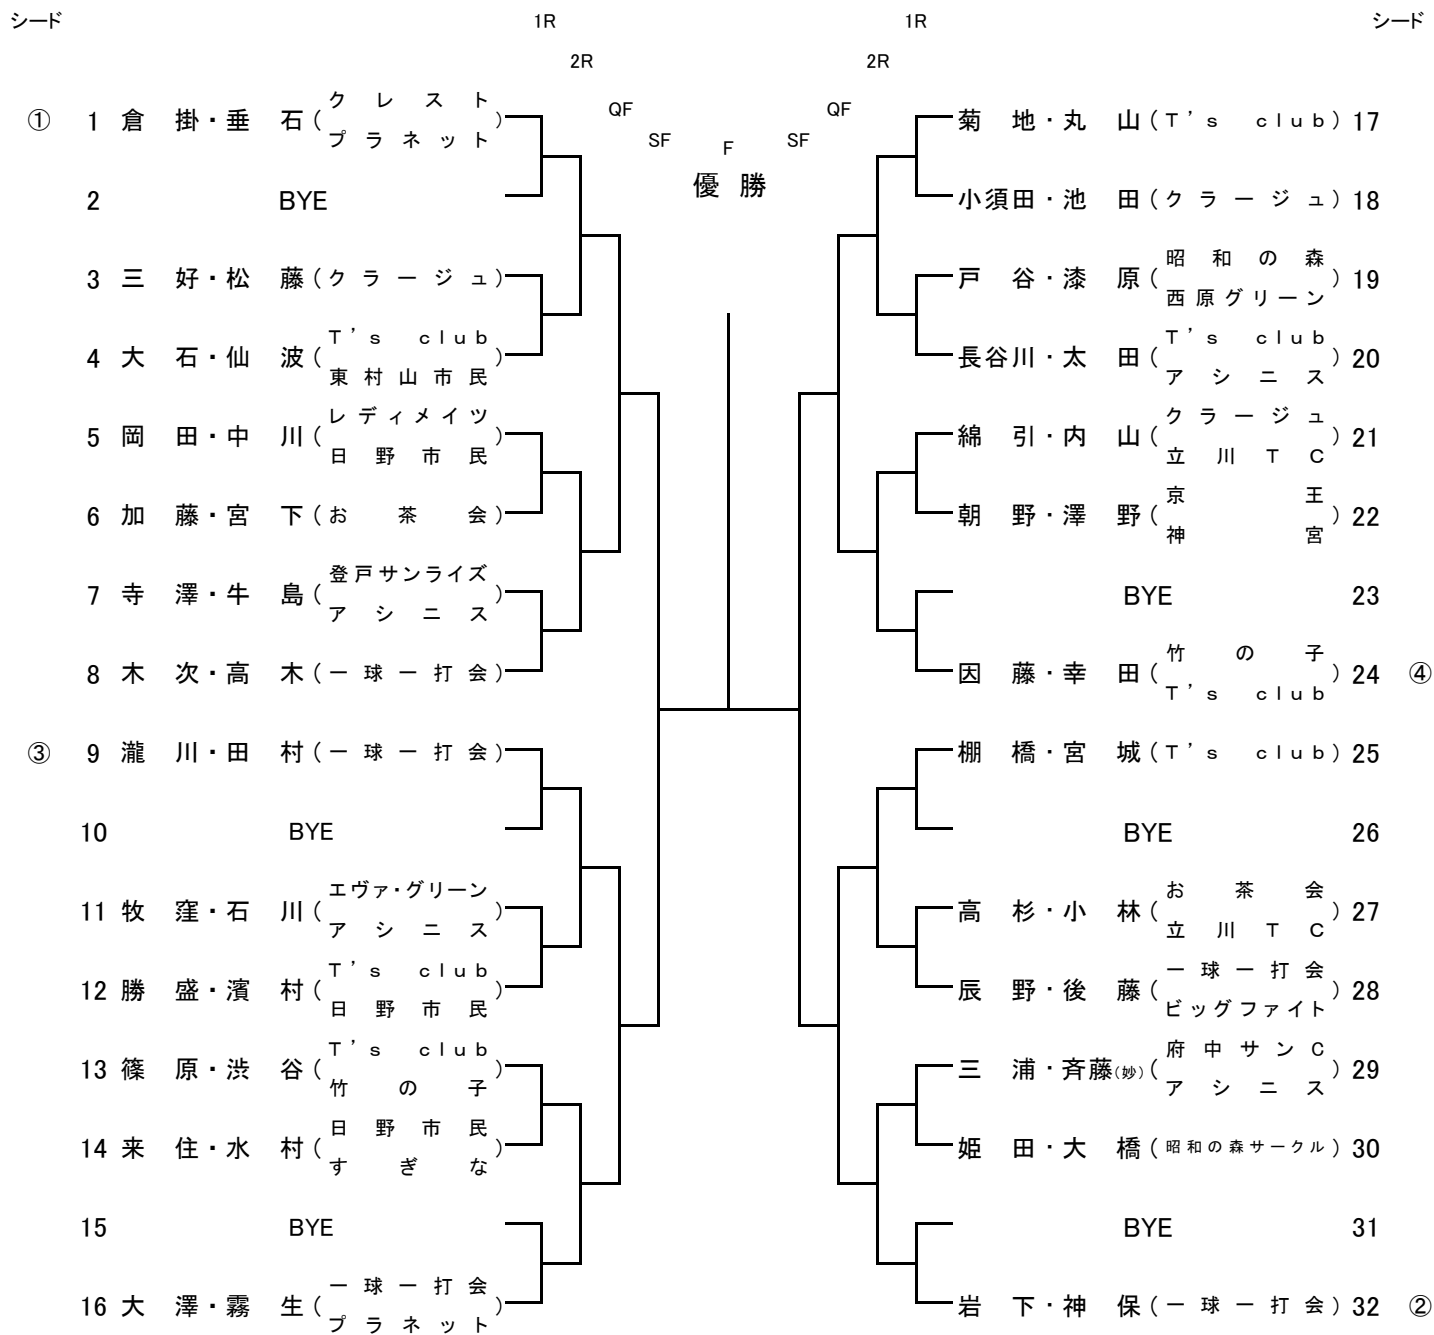 シード 1R 1R シード
2R 2R
QF QF
SF F SF
優勝
① 1 倉掛・垂石(クレスト プラネット)
2 BYE
3 三好・松藤(クラージュ)
4 大石・仙波(T's club 東村山市民)
5 岡田・中川(レディメイツ 日野市民)
6 加藤・宮下(お茶会)
7 寺澤・牛島(登戸サンライズ アシニス)
8 木次・高木(一球一打会)
③ 9 瀧川・田村(一球一打会)
10 BYE
11 牧窪・石川(エヴァ・グリーン アシニス)
12 勝盛・濱村(T's club 日野市民)
13 篠原・渋谷(T's club 竹の子)
14 来住・水村(日野市民 すぎな)
15 BYE
16 大澤・霧生(一球一打会 プラネット)
菊地・丸山(T's club) 17
小須田・池田(クラージュ) 18
戸谷・漆原(昭和の森 西原グリーン) 19
長谷川・太田(T's club アシニス) 20
綿引・内山(クラージュ 立川TC) 21
朝野・澤野(京王 神宮) 22
BYE 23
因藤・幸田(竹の子 T's club) 24 ④
棚橋・宮城(T's club) 25
BYE 26
高杉・小林(お茶会 立川TC) 27
辰野・後藤(一球一打会 ビッグファイト) 28
三浦・斉藤(妙)(府中サンC アシニス) 29
姫田・大橋(昭和の森サークル) 30
BYE 31
岩下・神保(一球一打会) 32 ②